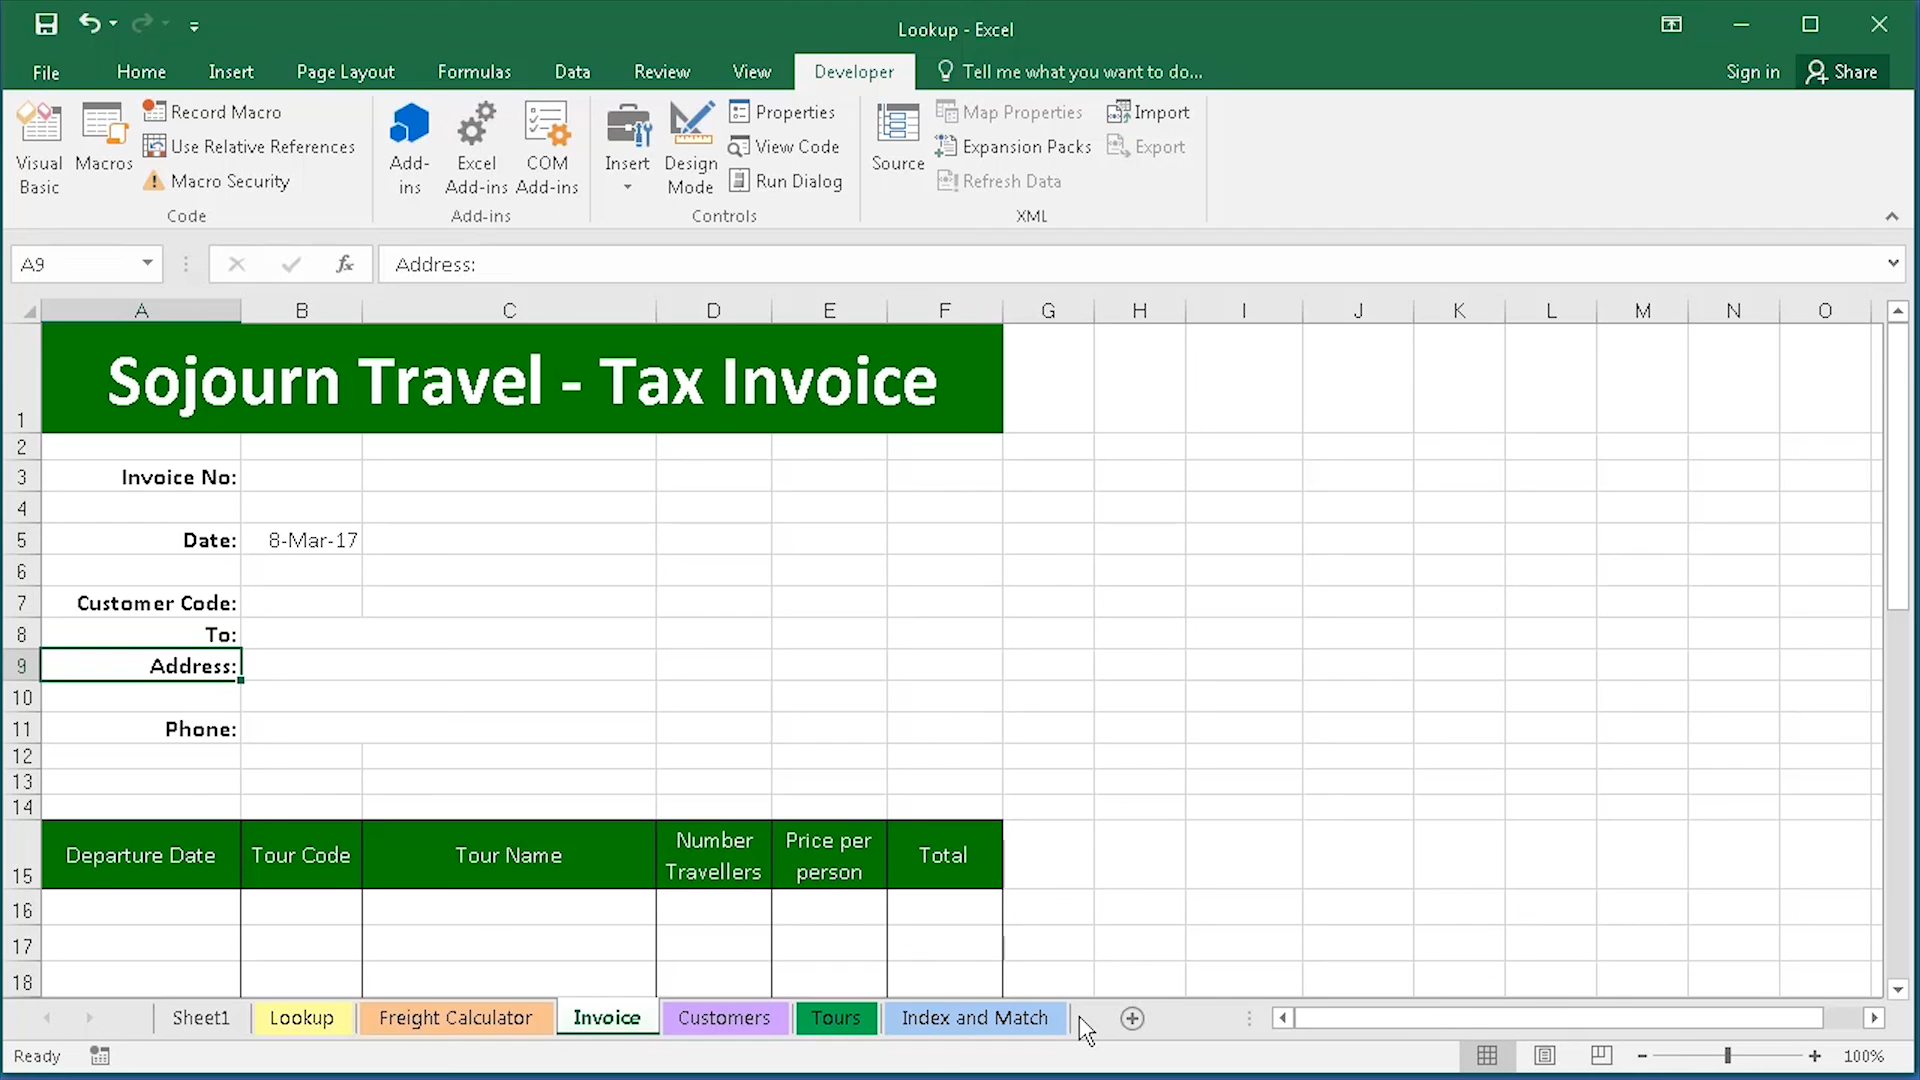 Lookup - Excel
File Home Insert Page Layout Formulas Data Review View Developer Tell me what you want to do... Sign in Share
Visual Basic
Macros
Record Macro
Use Relative References
Macro Security
Code
Add-ins
Excel Add-ins
COM Add-ins
Add-ins
Insert
Design Mode
Properties
View Code
Run Dialog
Controls
Source
Map Properties
Expansion Packs
Refresh Data
Import
Export
XML
A9 fx Address:
A B C D E F G H I J K L M N O
1 Sojourn Travel - Tax Invoice
2
3 Invoice No:
4
5 Date: 8-Mar-17
6
7 Customer Code:
8 To:
9 Address:
10
11 Phone:
12
13
14
15 Departure Date Tour Code Tour Name Number Travellers Price per person Total
16
17
18
Sheet1 Lookup Freight Calculator Invoice Customers Tours Index and Match
Ready 100%